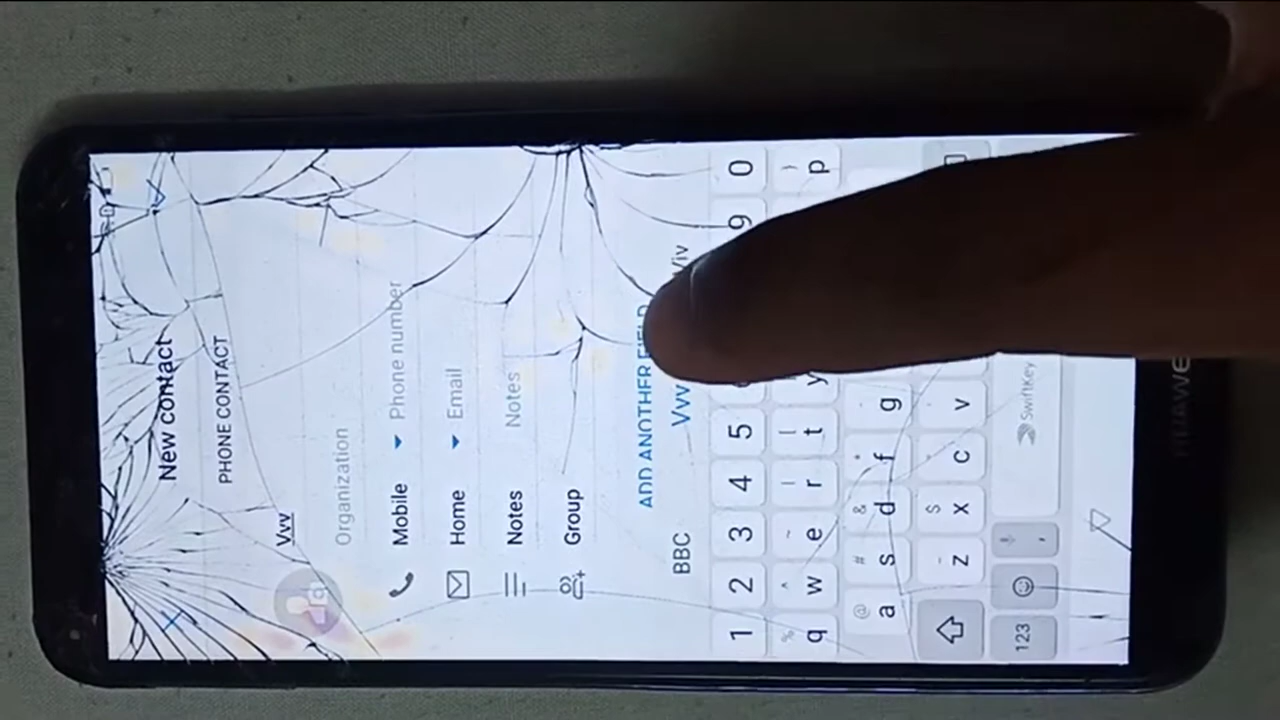 New contact
PHONE CONTACT
Vvv
Organization
Mobile Phone number
Home Email
Notes Notes
Group
ADD ANOTHER FIELD
BBC Vvv
1 2 3 4 5 9 0
q w e r t y p
a s d f g
z x c v
123 , SwiftKey
HUAWE